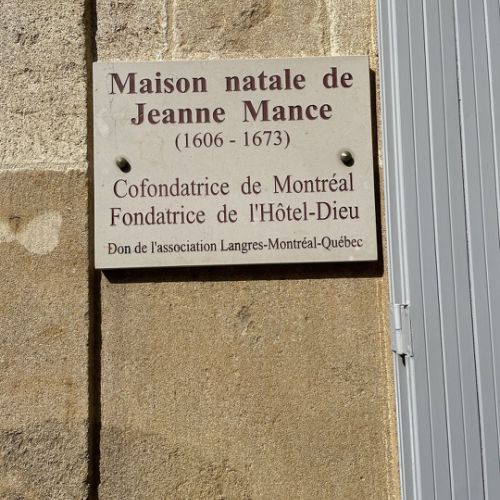 Maison natale de
Jeanne Mance
(1606 - 1673)
Cofondatrice de Montréal
Fondatrice de l'Hôtel-Dieu
Don de l'association Langres-Montréal-Québec